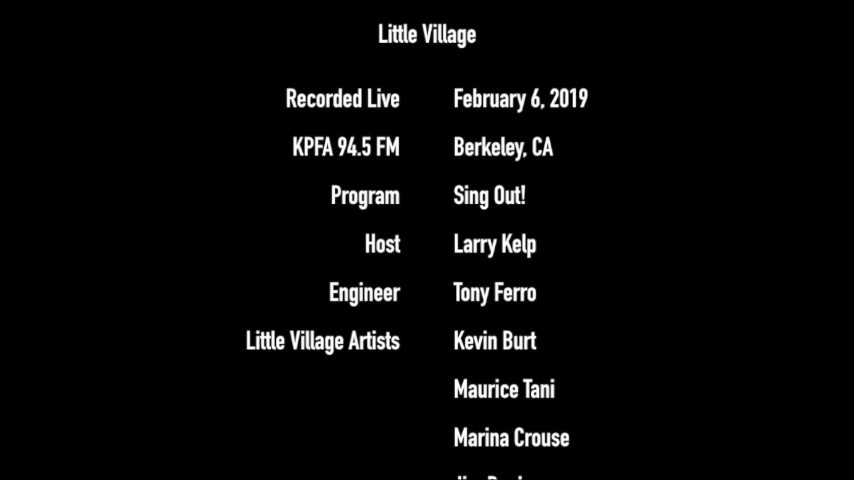 Little Village
Recorded Live February 6, 2019
KPFA 94.5 FM Berkeley, CA
Program Sing Out!
Host Larry Kelp
Engineer Tony Ferro
Little Village Artists Kevin Burt
Maurice Tani
Marina Crouse